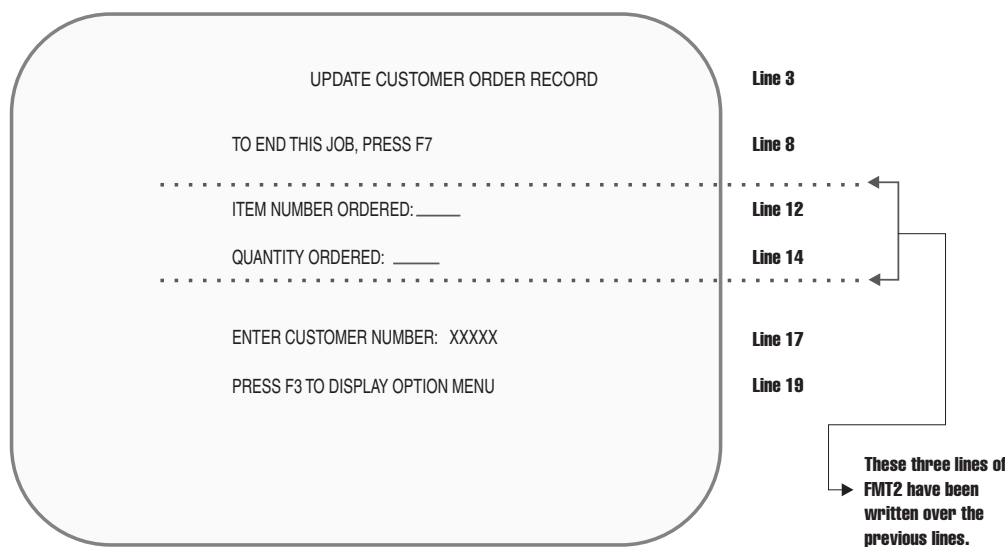 UPDATE CUSTOMER ORDER RECORD Line 3
TO END THIS JOB, PRESS F7 Line 8
ITEM NUMBER ORDERED: _____ Line 12
QUANTITY ORDERED: _____ Line 14
ENTER CUSTOMER NUMBER: XXXXX Line 17
PRESS F3 TO DISPLAY OPTION MENU Line 19
These three lines of
FMT2 have been
written over the
previous lines.